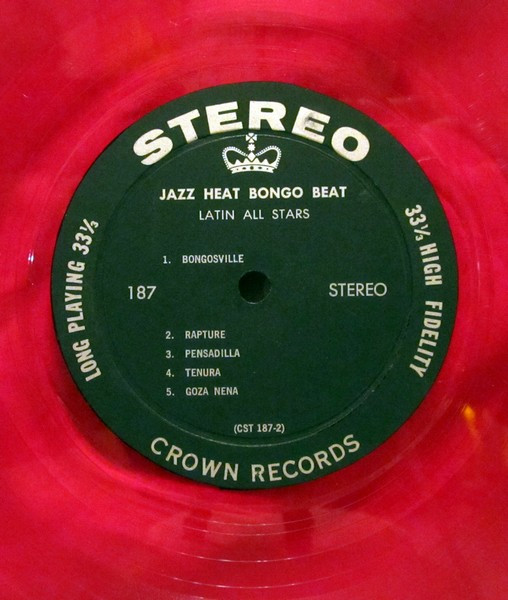 STEREO
JAZZ HEAT BONGO BEAT
LATIN ALL STARS
LONG PLAYING 33⅓
33⅓ HIGH FIDELITY
1. BONGOSVILLE
187
STEREO
2. RAPTURE
3. PENSADILLA
4. TENURA
5. GOZA NENA
(CST 187-2)
CROWN RECORDS